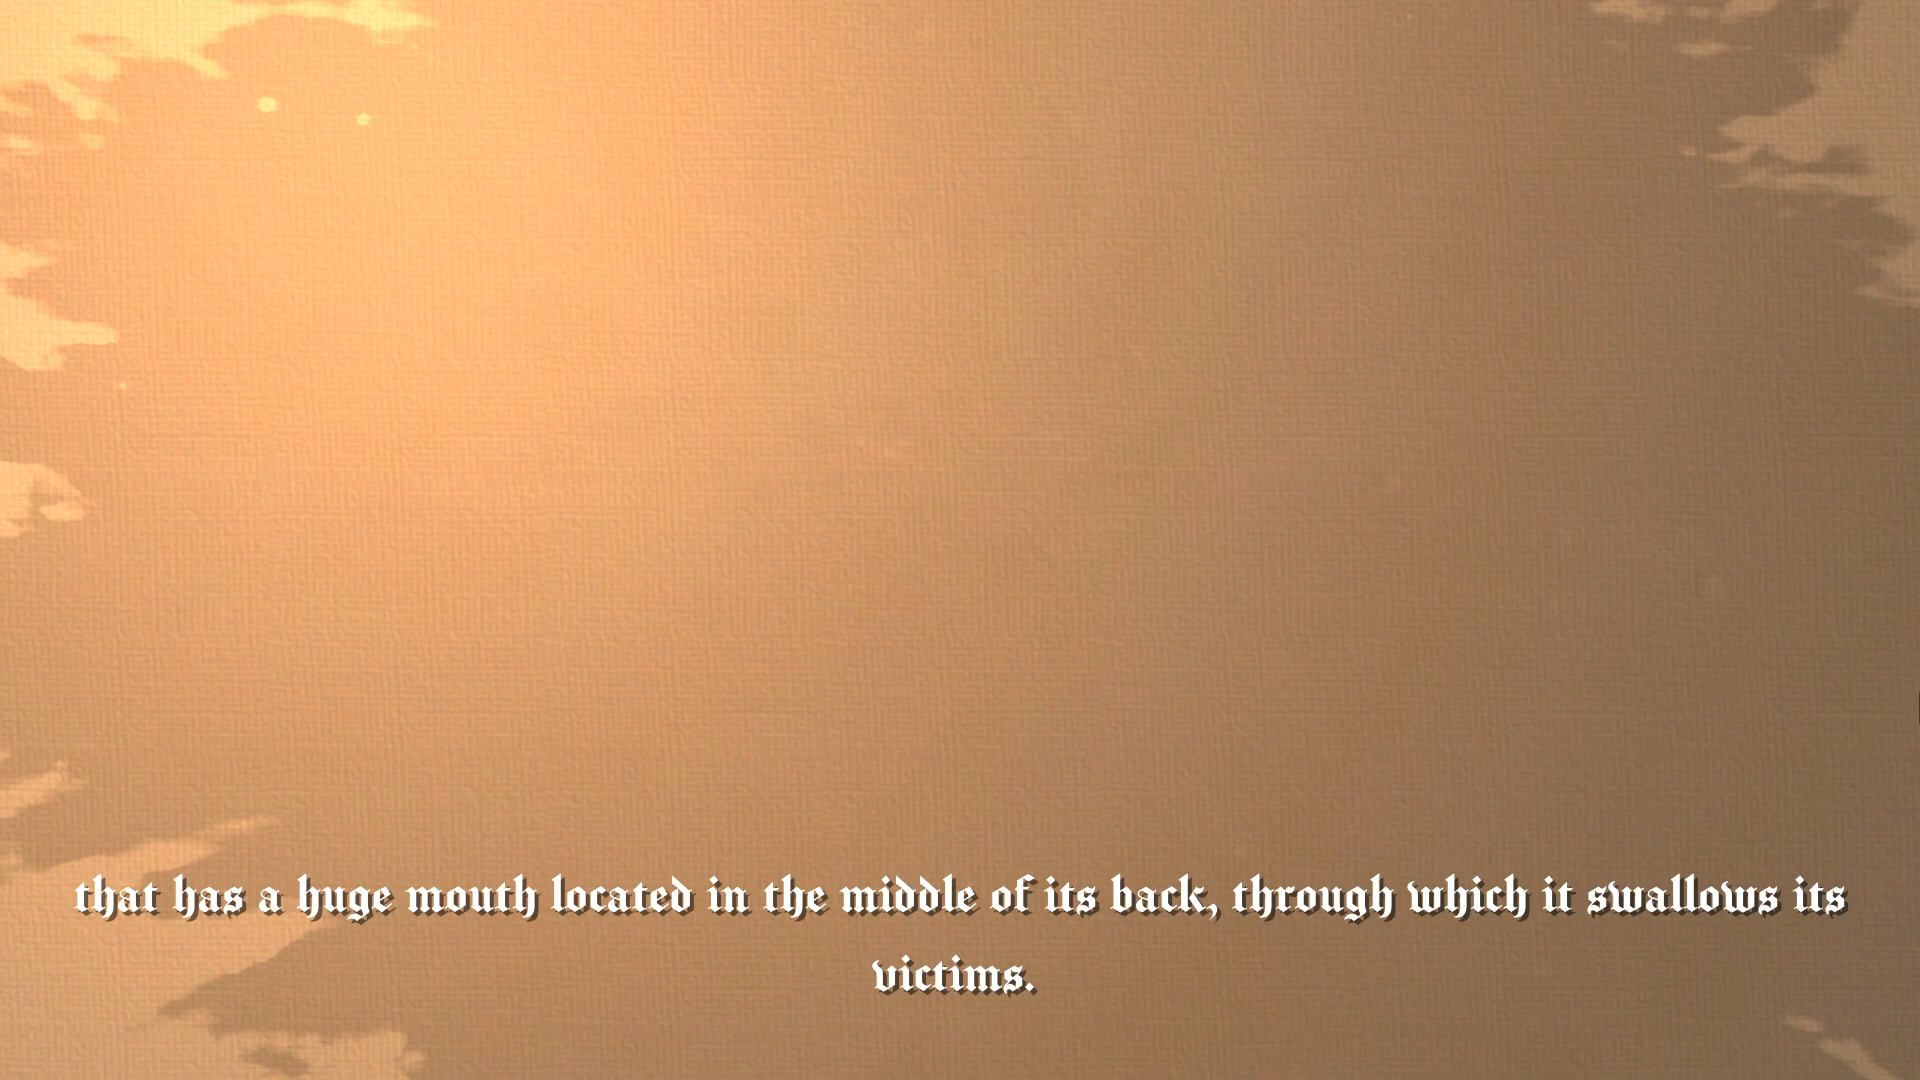 that has a huge mouth located in the middle of its back, through which it swallows its
victims.